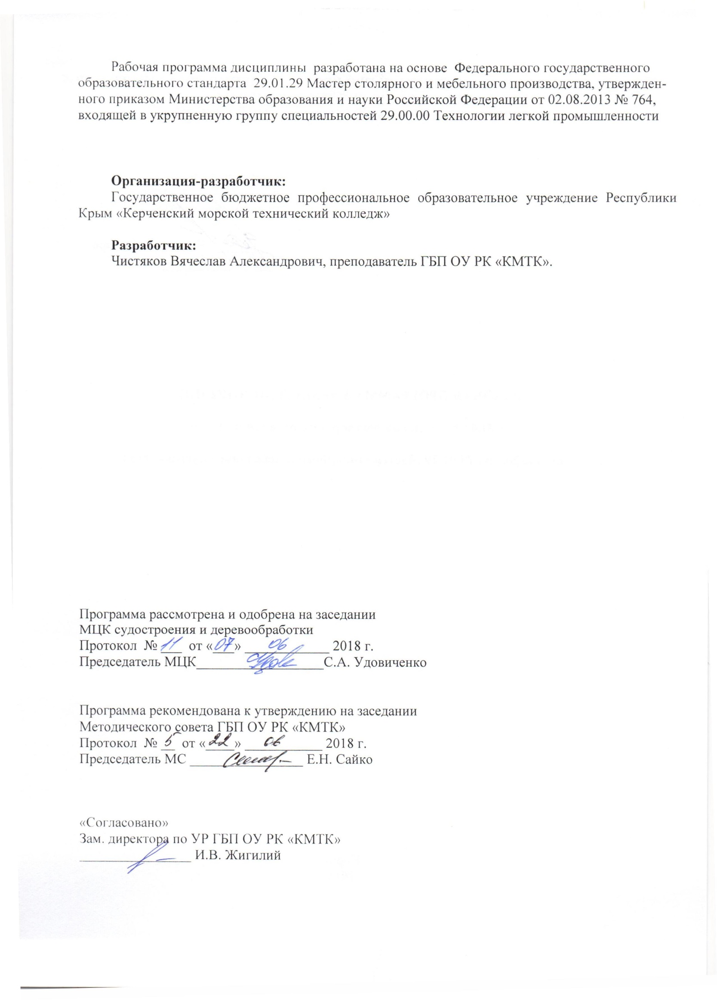 Рабочая программа дисциплины разработана на основе Федерального государственного
образовательного стандарта 29.01.29 Мастер столярного и мебельного производства, утвержден-
ного приказом Министерства образования и науки Российской Федерации от 02.08.2013 № 764,
входящей в укрупненную группу специальностей 29.00.00 Технологии легкой промышленности
Организация-разработчик:
Государственное бюджетное профессиональное образовательное учреждение Республики
Крым «Керченский морской технический колледж»
Разработчик:
Чистяков Вячеслав Александрович, преподаватель ГБП ОУ РК «КМТК».
Программа рассмотрена и одобрена на заседании
МЦК судостроения и деревообработки
Протокол № 11 от «07» 06 2018 г.
Председатель МЦК С.А. Удовиченко
Программа рекомендована к утверждению на заседании
Методического совета ГБП ОУ РК «КМТК»
Протокол № 5 от «22» 06 2018 г.
Председатель МС Е.Н. Сайко
«Согласовано»
Зам. директора по УР ГБП ОУ РК «КМТК»
И.В. Жигилий